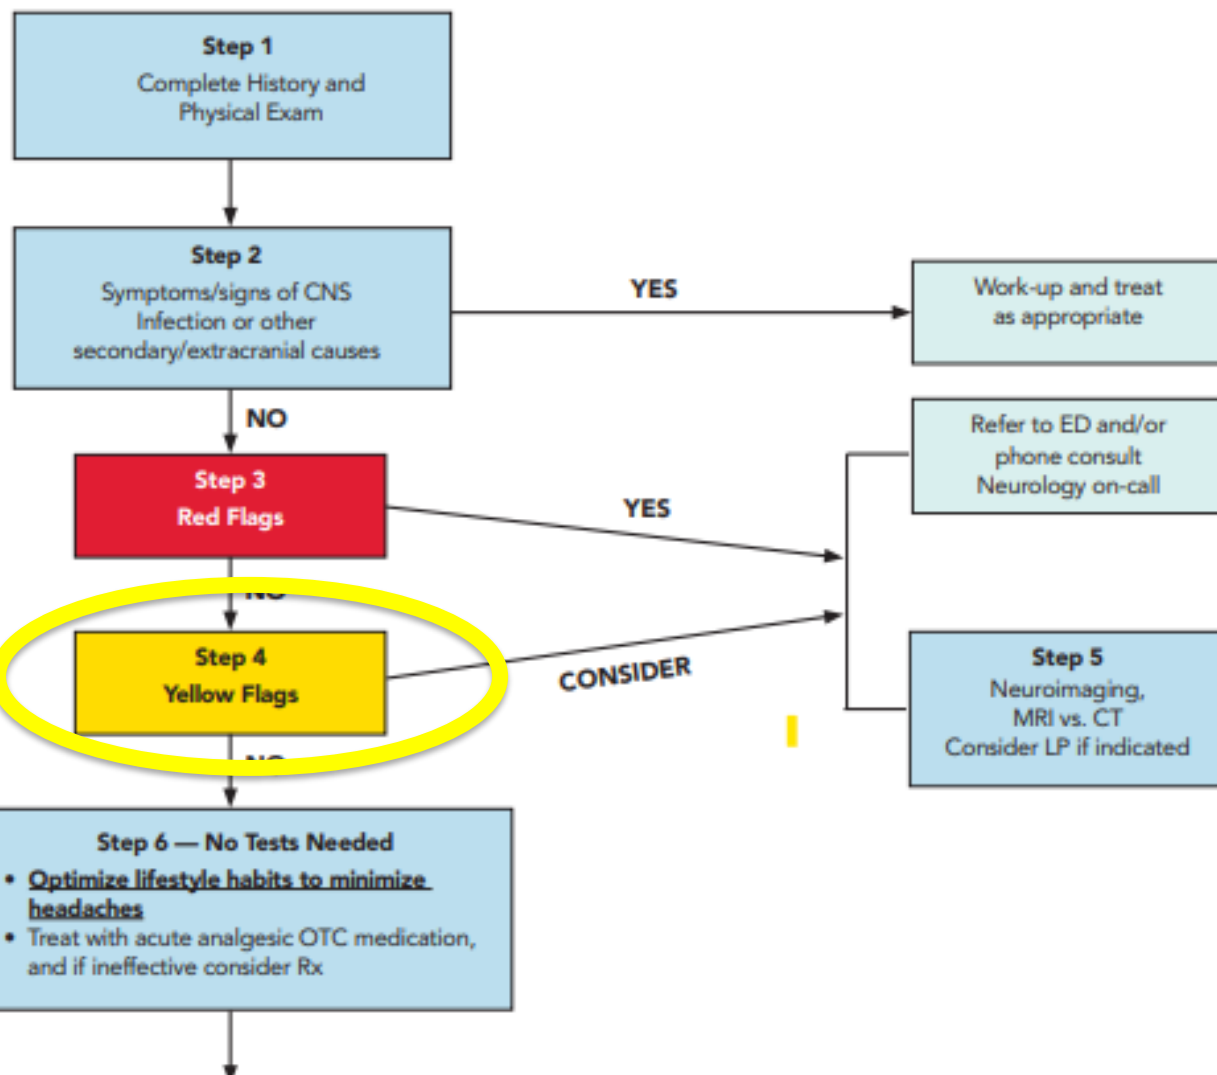 Step 1
Complete History and
Physical Exam
Step 2
Symptoms/signs of CNS
Infection or other
secondary/extracranial causes
YES
Work-up and treat
as appropriate
NO
Step 3
Red Flags
YES
Refer to ED and/or
phone consult
Neurology on-call
NO
Step 4
Yellow Flags
CONSIDER
Step 5
Neuroimaging,
MRI vs. CT
Consider LP if indicated
NO
Step 6 — No Tests Needed
• Optimize lifestyle habits to minimize
headaches
• Treat with acute analgesic OTC medication,
and if ineffective consider Rx